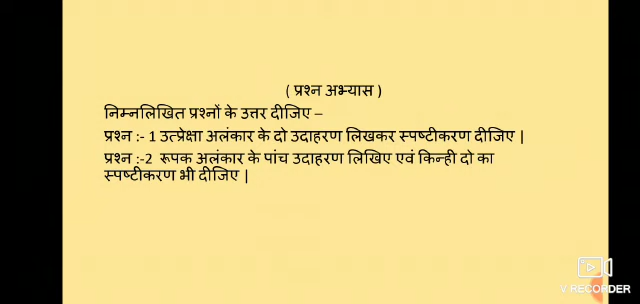 ( प्रश्न अभ्यास )
निम्नलिखित प्रश्नों के उत्तर दीजिए –
प्रश्न :- 1 उत्प्रेक्षा अलंकार के दो उदाहरण लिखकर स्पष्टीकरण दीजिए |
प्रश्न :-2 रूपक अलंकार के पांच उदाहरण लिखिए एवं किन्ही दो का
स्पष्टीकरण भी दीजिए |
V RECORDER